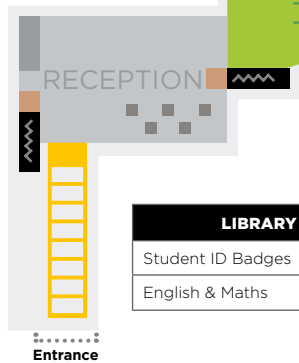 RECEPTION
LIBRARY
Student ID Badges
English & Maths
Entrance